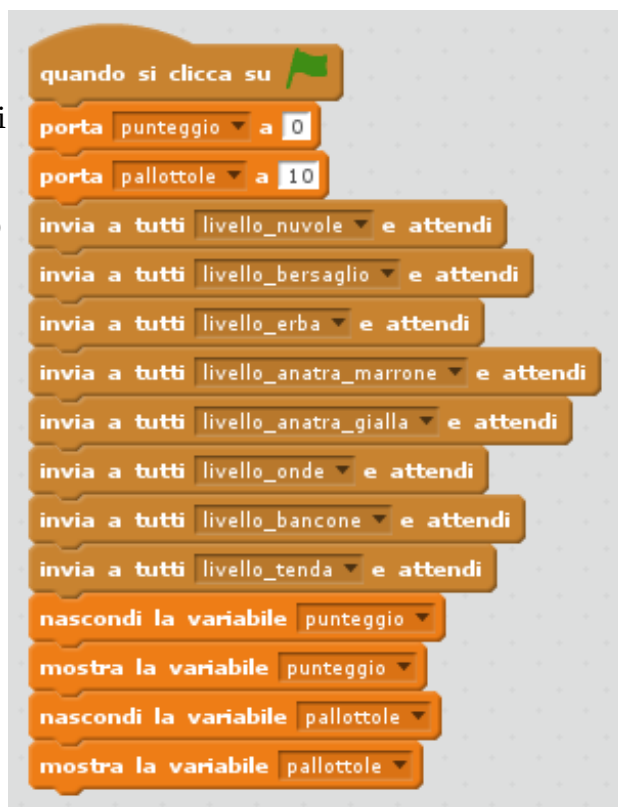 quando si clicca su
i
porta punteggio a 0
porta pallottole a 10
invia a tutti livello_nuvole e attendi
invia a tutti livello_bersaglio e attendi
invia a tutti livello_erba e attendi
invia a tutti livello_anatra_marrone e attendi
invia a tutti livello_anatra_gialla e attendi
invia a tutti livello_onde e attendi
invia a tutti livello_bancone e attendi
invia a tutti livello_tenda e attendi
nascondi la variabile punteggio
mostra la variabile punteggio
nascondi la variabile pallottole
mostra la variabile pallottole